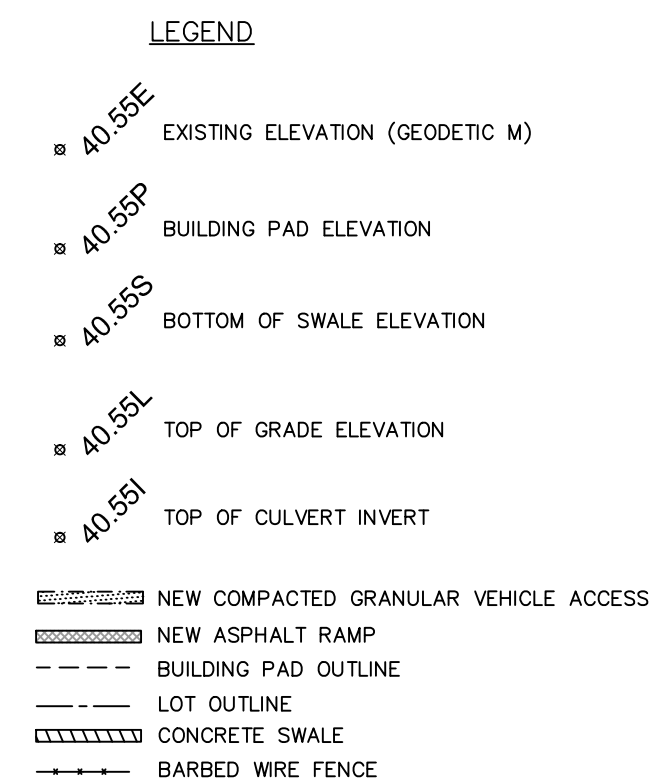 LEGEND
40.55E EXISTING ELEVATION (GEODETIC M)
40.55P BUILDING PAD ELEVATION
40.55S BOTTOM OF SWALE ELEVATION
40.55L TOP OF GRADE ELEVATION
40.55I TOP OF CULVERT INVERT
NEW COMPACTED GRANULAR VEHICLE ACCESS
NEW ASPHALT RAMP
BUILDING PAD OUTLINE
LOT OUTLINE
CONCRETE SWALE
BARBED WIRE FENCE